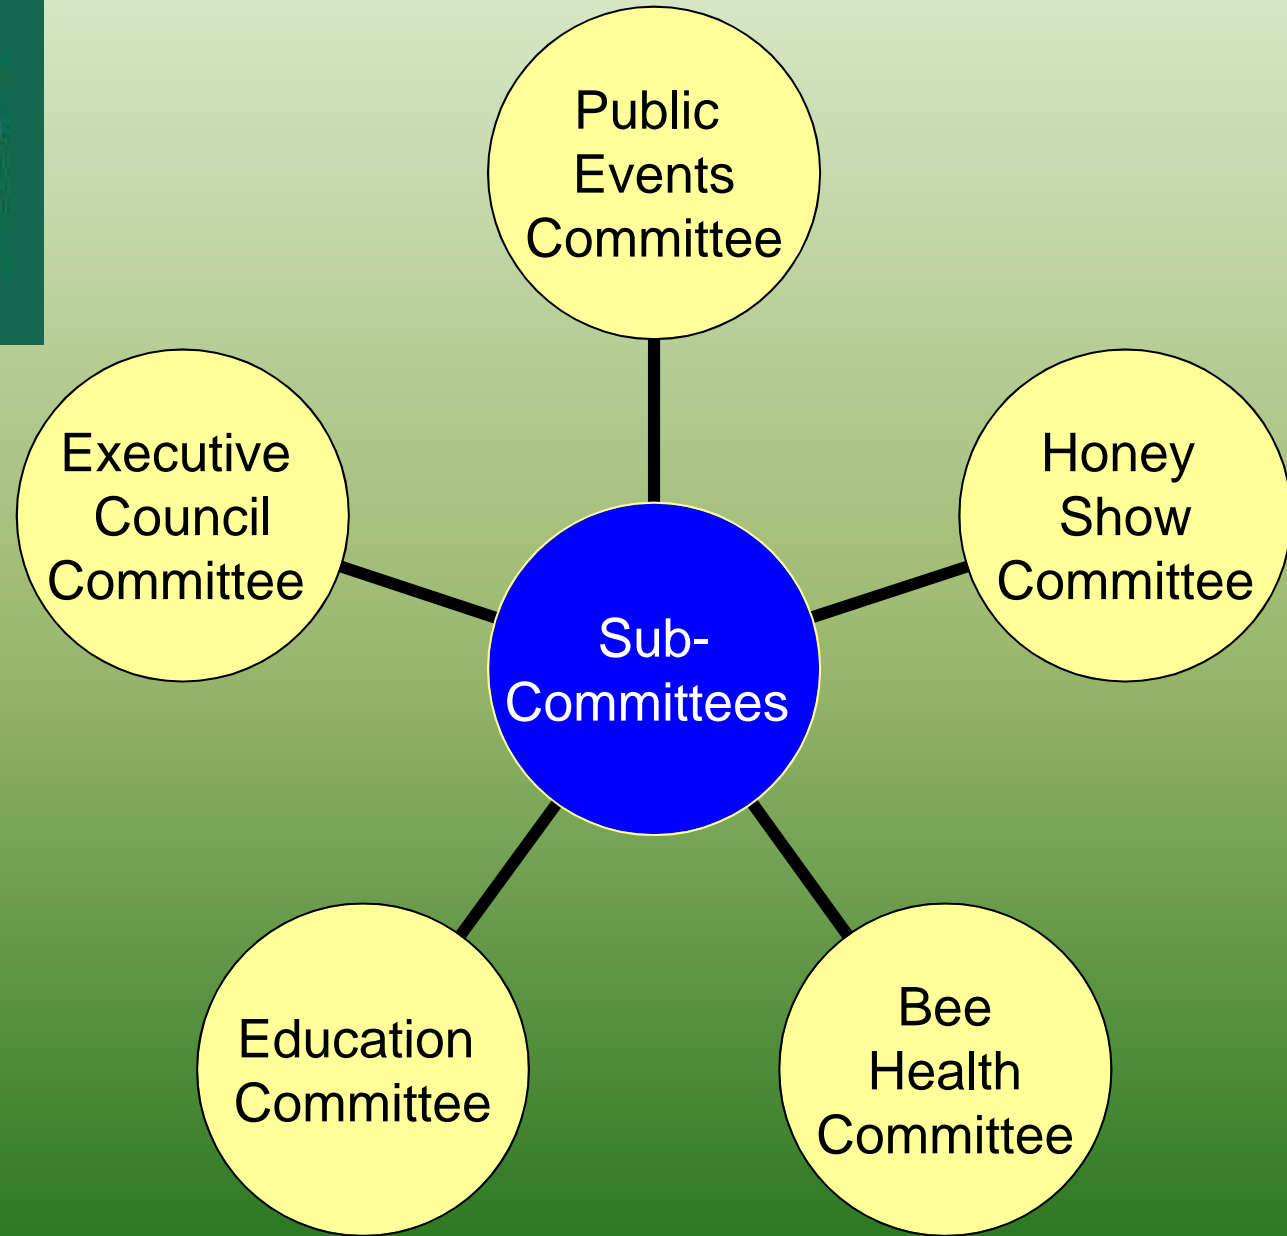 Public
Events
Committee
Executive
Council
Committee
Honey
Show
Committee
Sub-
Committees
Education
Committee
Bee
Health
Committee